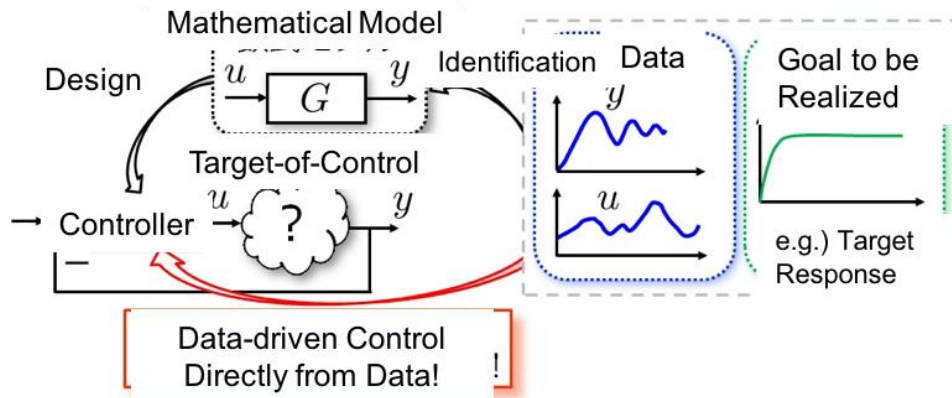 Mathematical Model
Design
u
G
y
Identification
Data
y
u
Goal to be
Realized
e.g.) Target
Response
Target-of-Control
Controller
u
?
y
−
Data-driven Control
Directly from Data!
!